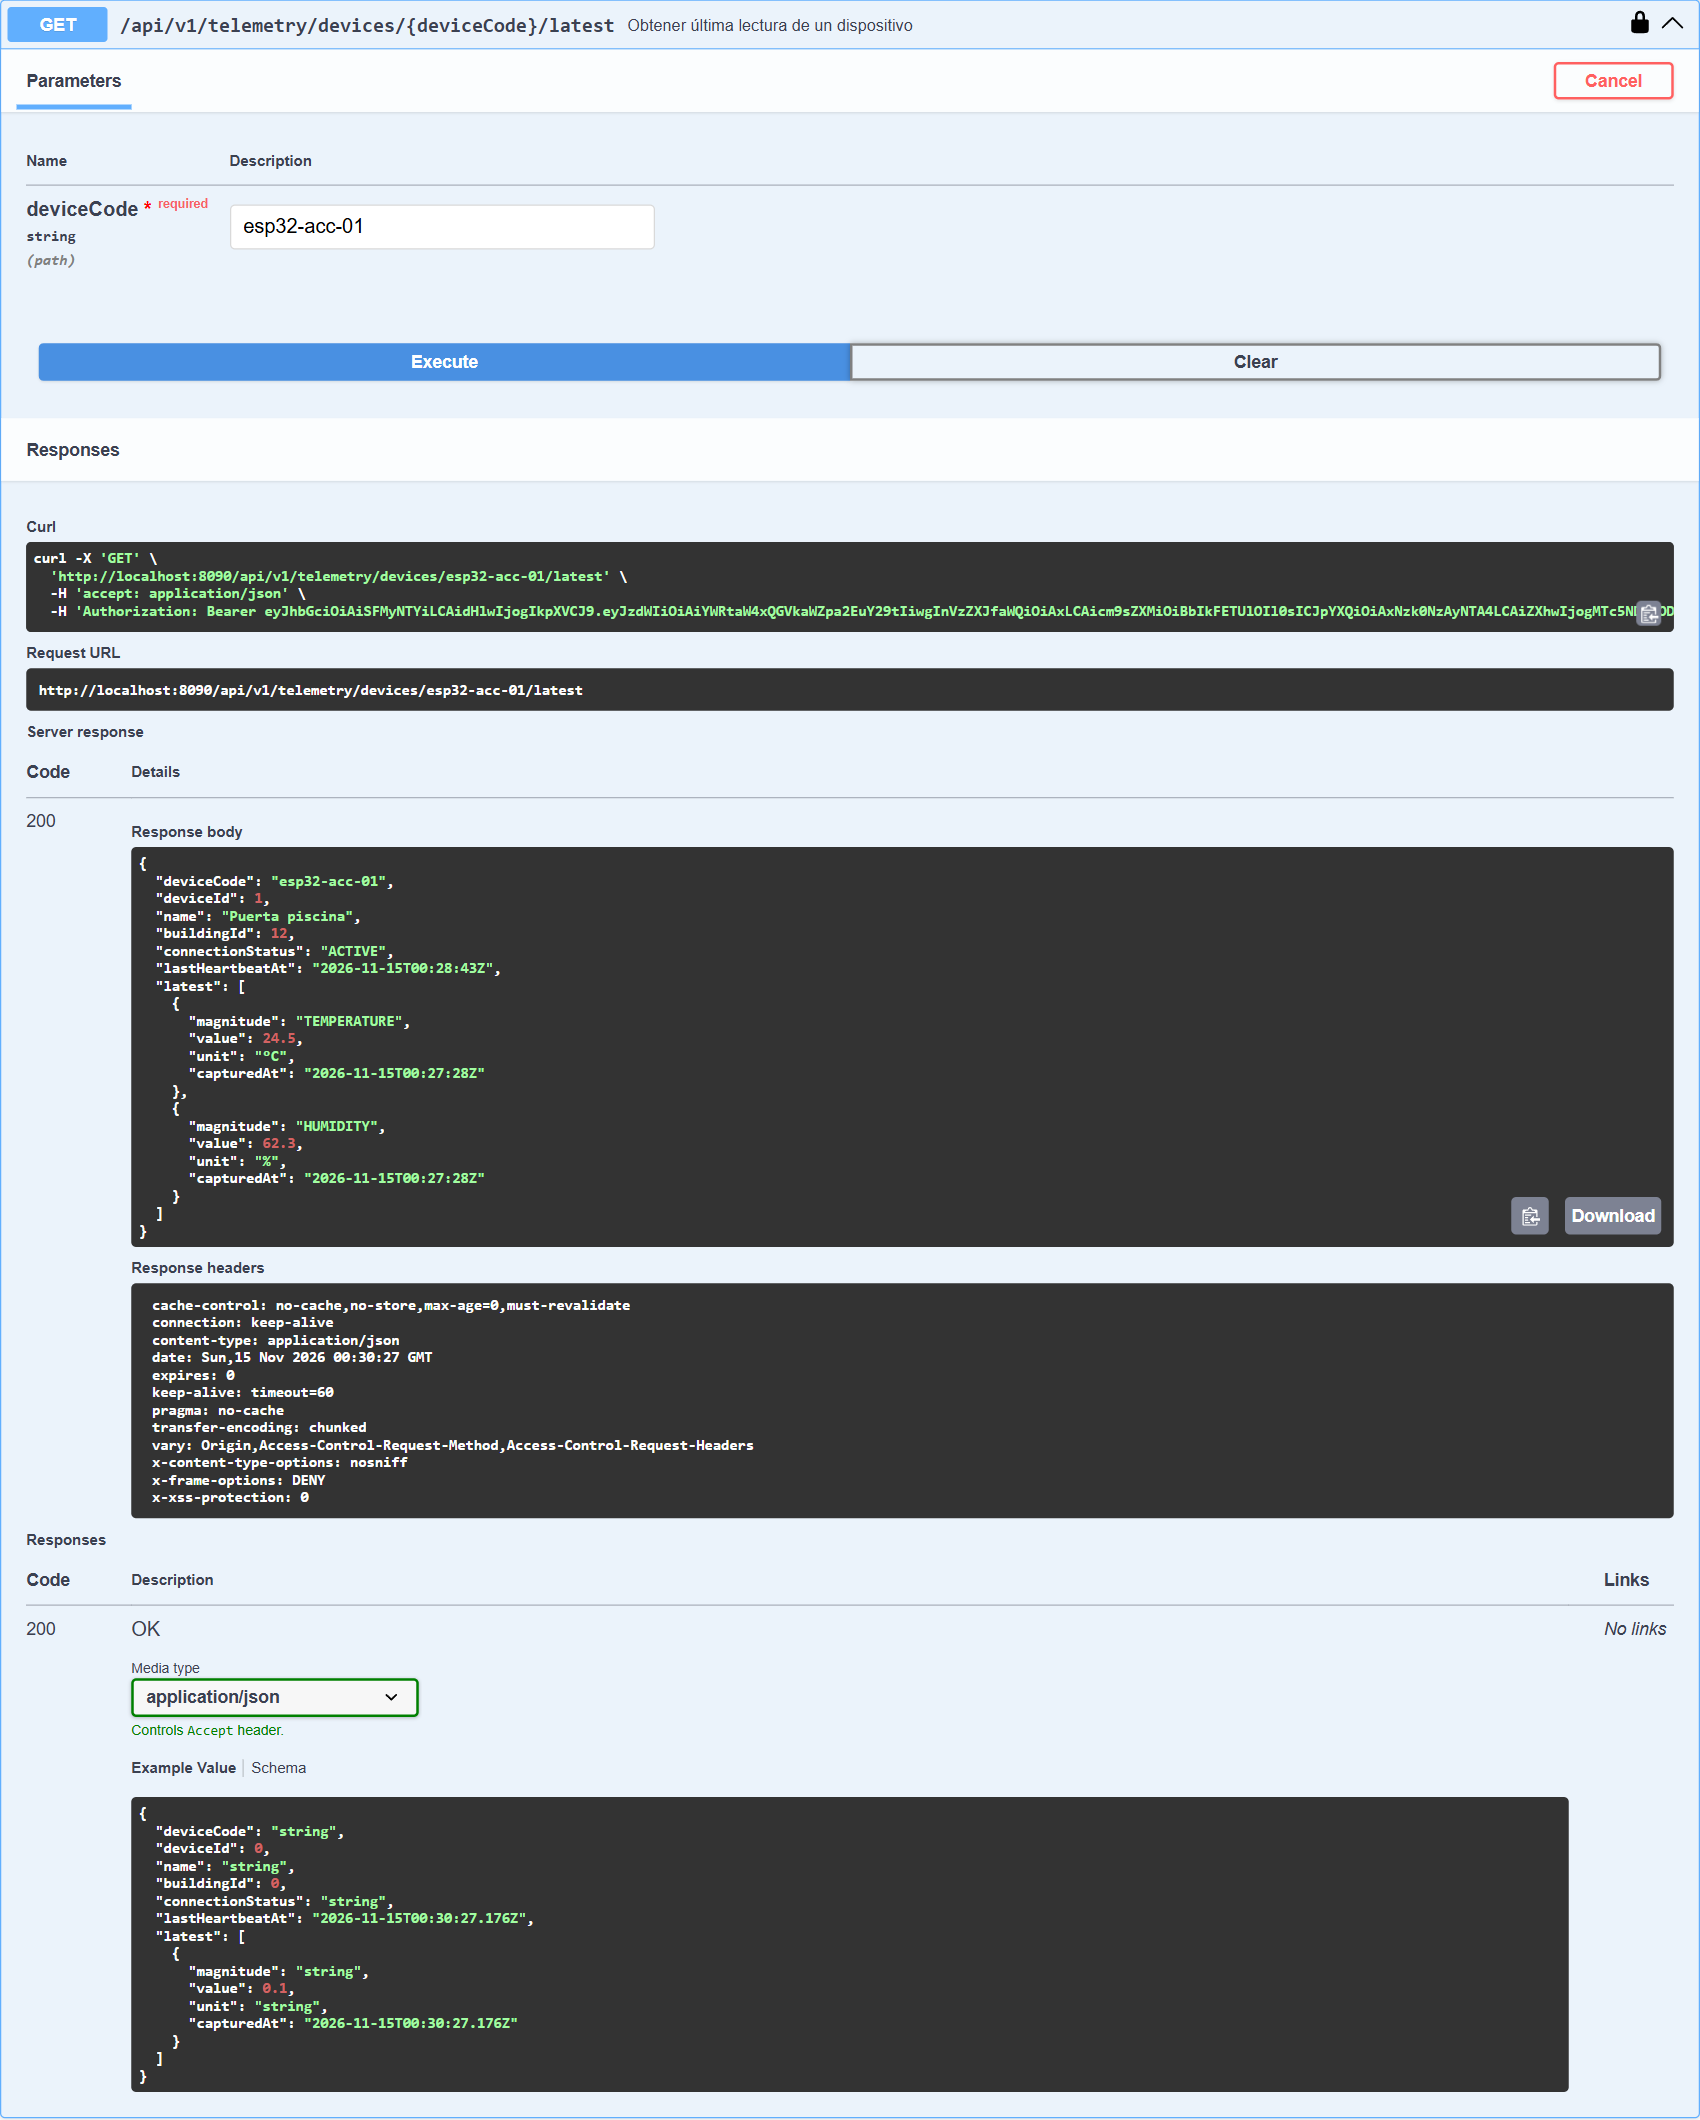 GET /api/v1/telemetry/devices/{deviceCode}/latest Obtener última lectura de un dispositivo
Parameters
Cancel
Name Description
deviceCode * required
string
(path)
esp32-acc-01
Execute Clear
Responses
Curl
curl -X 'GET' \
'http://localhost:8090/api/v1/telemetry/devices/esp32-acc-01/latest' \
-H 'accept: application/json' \
-H 'Authorization: Bearer
Request URL
http://localhost:8090/api/v1/telemetry/devices/esp32-acc-01/latest
Server response
Code Details
200
Response body
{
"deviceCode": "esp32-acc-01",
"deviceId": 1,
"name": "Puerta piscina",
"buildingId": 12,
"connectionStatus": "ACTIVE",
"lastHeartbeatAt": "2026-11-15T00:28:43Z",
"latest": [
{
"magnitude": "TEMPERATURE",
"value": 24.5,
"unit": "ºC",
"capturedAt": "2026-11-15T00:27:28Z"
},
{
"magnitude": "HUMIDITY",
"value": 62.3,
"unit": "%",
"capturedAt": "2026-11-15T00:27:28Z"
}
]
}
Download
Response headers
cache-control: no-cache,no-store,max-age=0,must-revalidate
connection: keep-alive
content-type: application/json
date: Sun,15 Nov 2026 00:30:27 GMT
expires: 0
keep-alive: timeout=60
pragma: no-cache
transfer-encoding: chunked
vary: Origin,Access-Control-Request-Method,Access-Control-Request-Headers
x-content-type-options: nosniff
x-frame-options: DENY
x-xss-protection: 0
Responses
Code Description Links
200 OK No links
Media type
application/json
Controls Accept header.
Example Value Schema
{
"deviceCode": "string",
"deviceId": 0,
"name": "string",
"buildingId": 0,
"connectionStatus": "string",
"lastHeartbeatAt": "2026-11-15T00:30:27.176Z",
"latest": [
{
"magnitude": "string",
"value": 0.1,
"unit": "string",
"capturedAt": "2026-11-15T00:30:27.176Z"
}
]
}